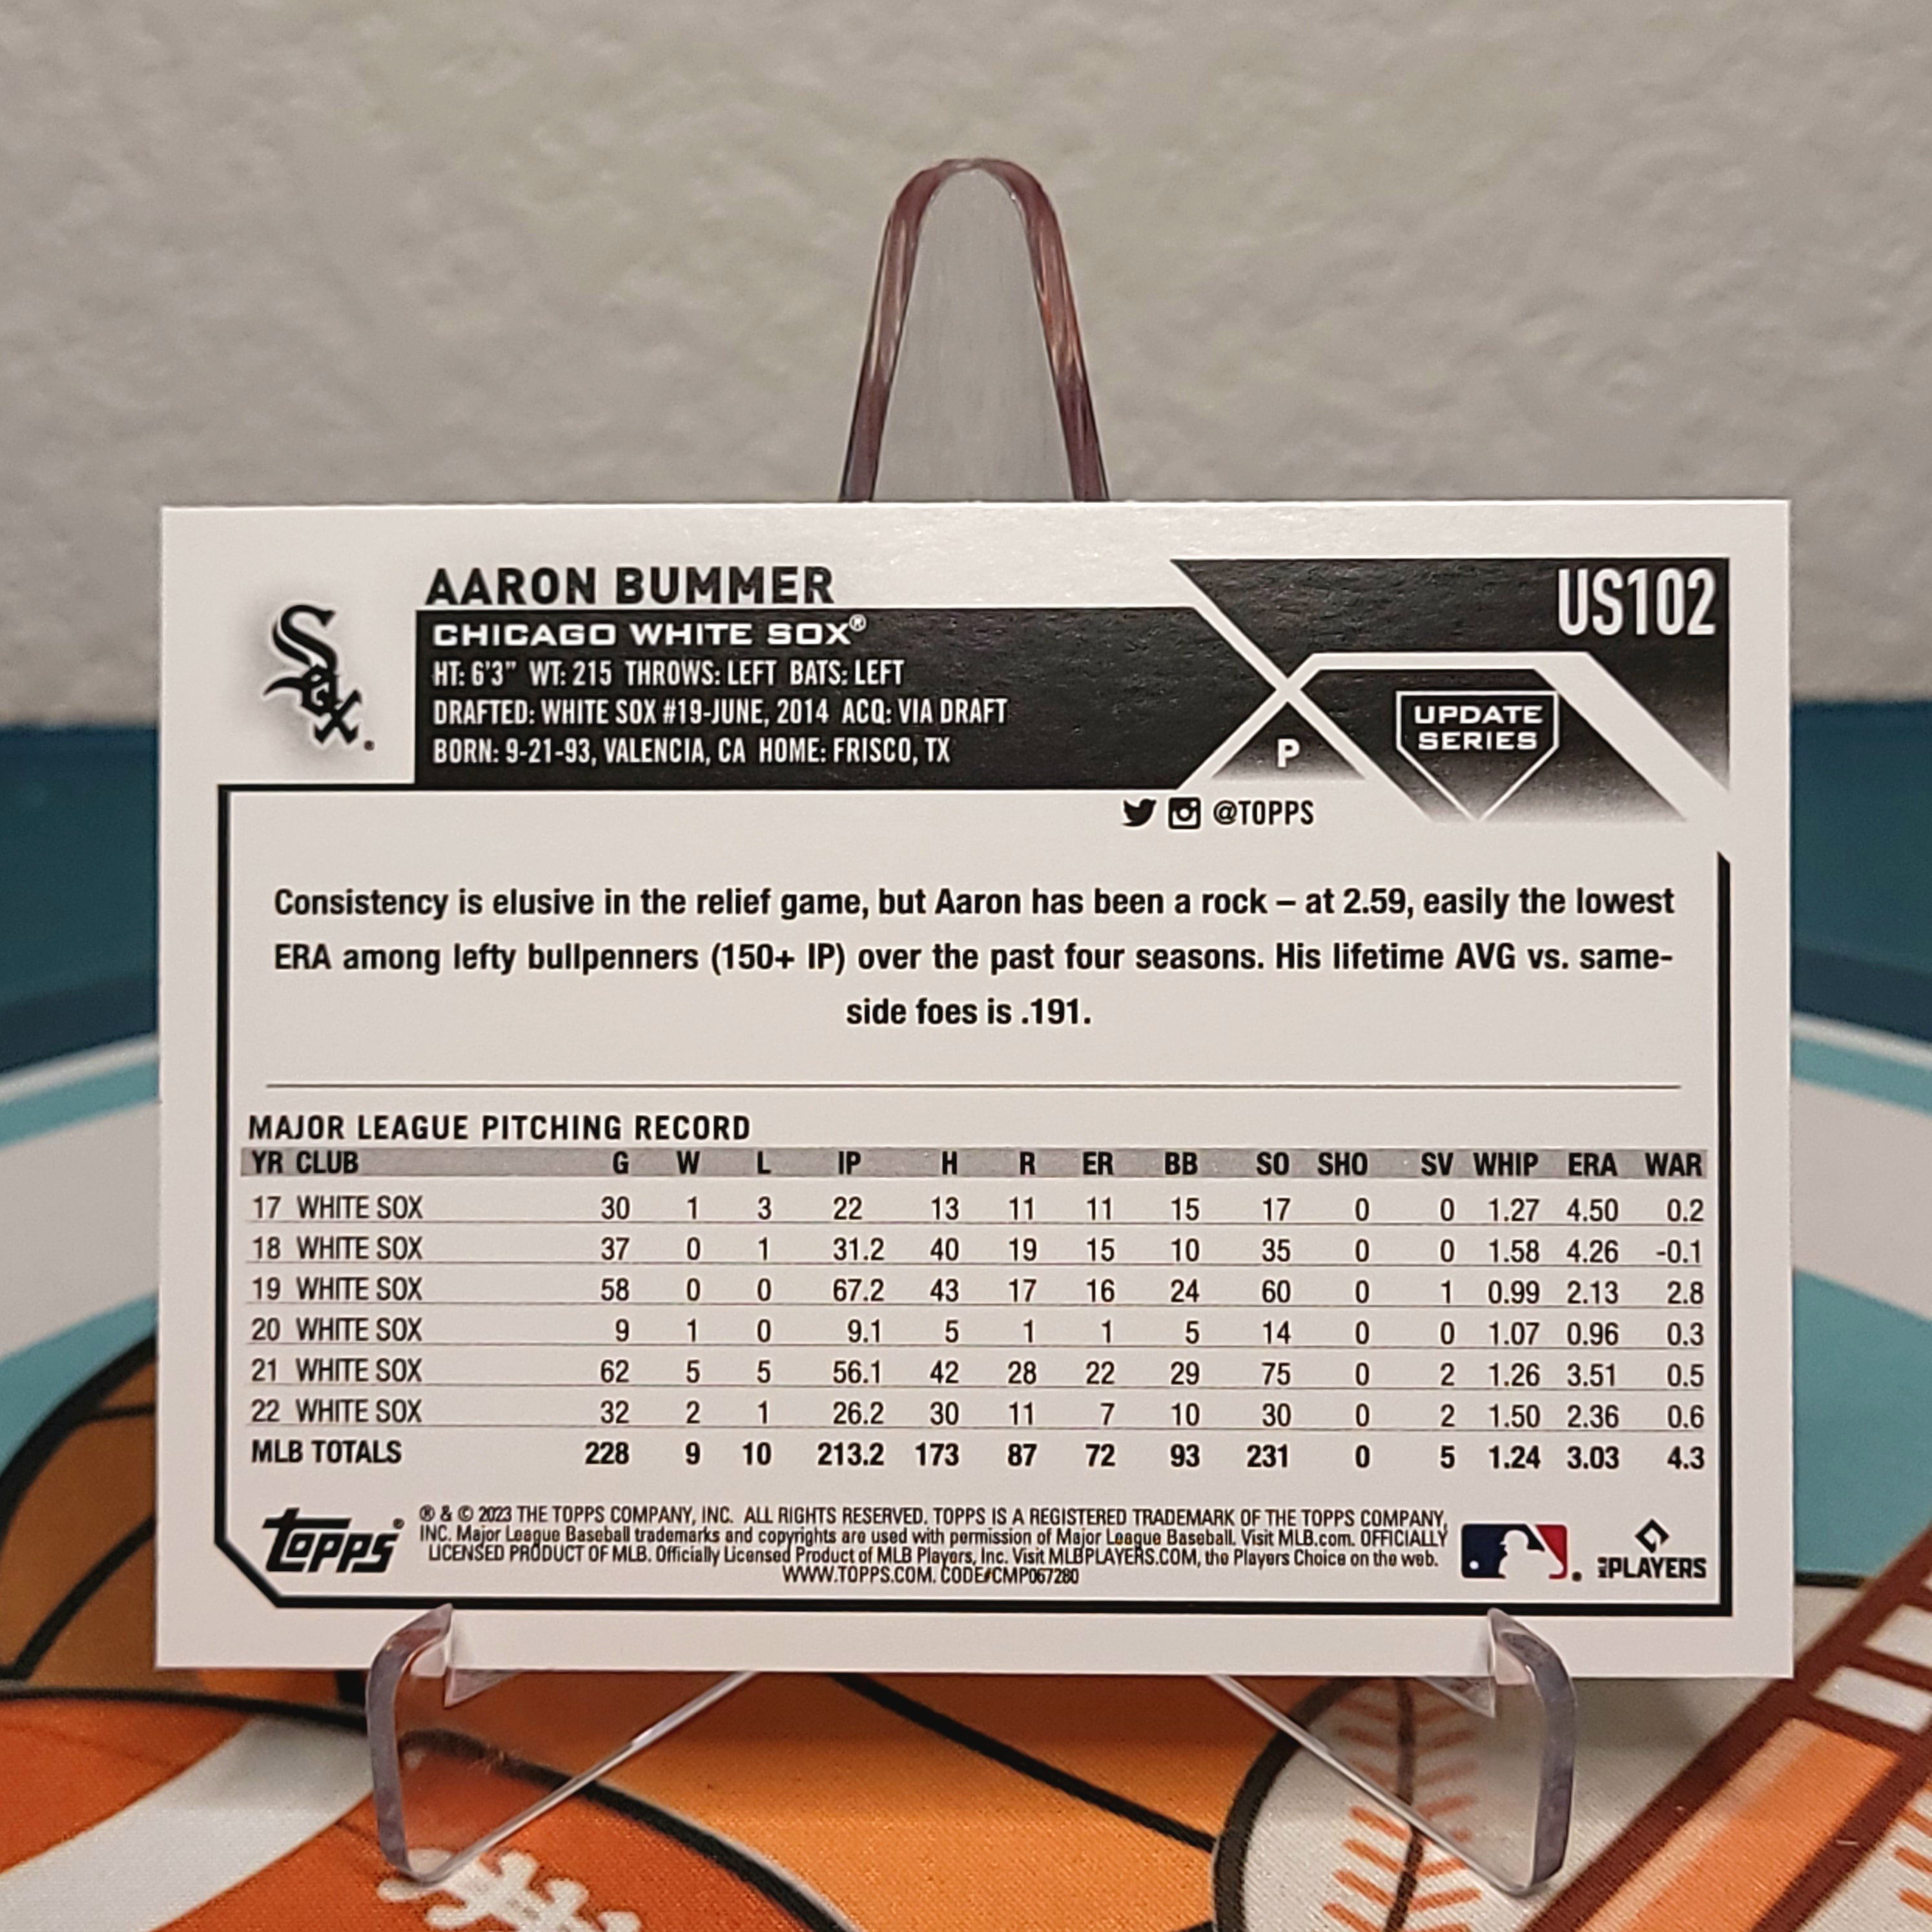 AARON BUMMER
US102
CHICAGO WHITE SOX®
HT: 6'3" WT: 215 THROWS: LEFT BATS: LEFT
DRAFTED: WHITE SOX #19-JUNE, 2014 ACQ: VIA DRAFT
BORN: 9-21-93, VALENCIA, CA HOME: FRISCO, TX
Sox
P
UPDATE
SERIES
@TOPPS
Consistency is elusive in the relief game, but Aaron has been a rock – at 2.59, easily the lowest
ERA among lefty bullpenners (150+ IP) over the past four seasons. His lifetime AVG vs. same-
side foes is .191.
MAJOR LEAGUE PITCHING RECORD
YR CLUB G W L IP H R ER BB SO SHO SV WHIP ERA WAR
17 WHITE SOX 30 1 3 22 13 11 11 15 17 0 0 1.27 4.50 0.2
18 WHITE SOX 37 0 1 31.2 40 19 15 10 35 0 0 1.58 4.26 -0.1
19 WHITE SOX 58 0 0 67.2 43 17 16 24 60 0 1 0.99 2.13 2.8
20 WHITE SOX 9 1 0 9.1 5 1 1 5 14 0 0 1.07 0.96 0.3
21 WHITE SOX 62 5 5 56.1 42 28 22 29 75 0 2 1.26 3.51 0.5
22 WHITE SOX 32 2 1 26.2 30 11 7 10 30 0 2 1.50 2.36 0.6
MLB TOTALS 228 9 10 213.2 173 87 72 93 231 0 5 1.24 3.03 4.3
Topps®
® & © 2023 THE TOPPS COMPANY, INC. ALL RIGHTS RESERVED. TOPPS IS A REGISTERED TRADEMARK OF THE TOPPS COMPANY,
INC. Major League Baseball trademarks and copyrights are used with permission of Major League Baseball. Visit MLB.com. OFFICIALLY
LICENSED PRODUCT OF MLB. Officially Licensed Product of MLB Players, Inc. Visit MLBPLAYERS.COM, the Players Choice on the web.
WWW.TOPPS.COM. CODE#CMP067280
MLB PLAYERS